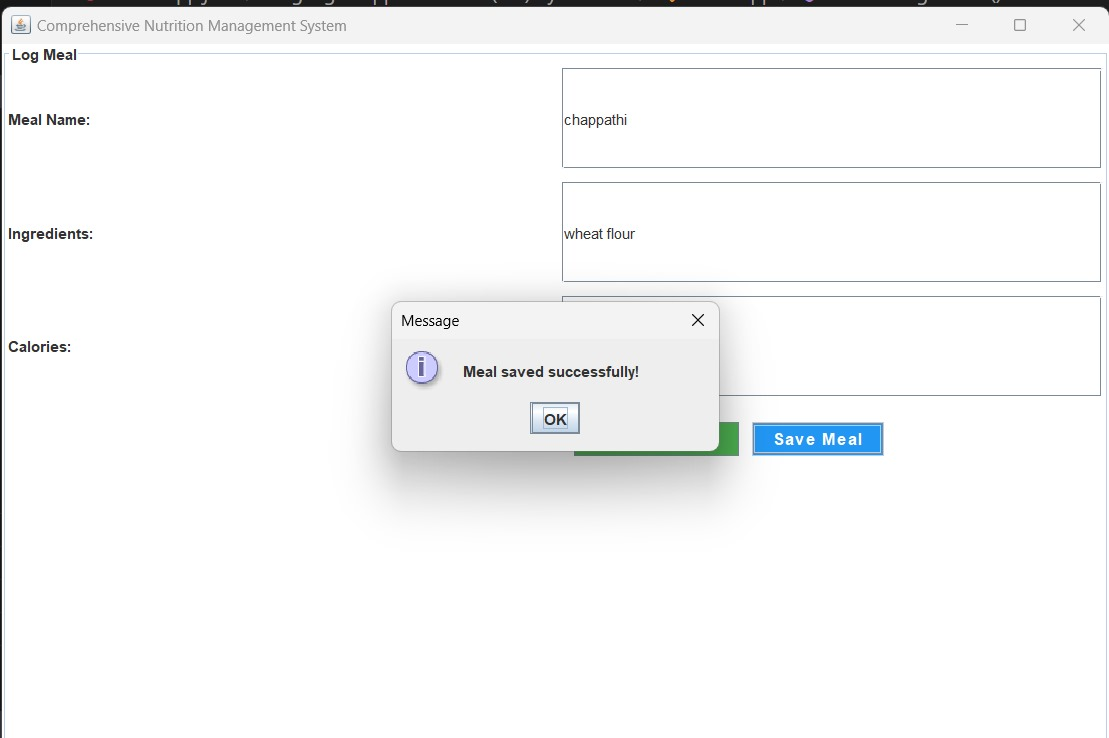 Comprehensive Nutrition Management System
Log Meal
Meal Name:
chappathi
Ingredients:
wheat flour
Calories:
Message
i
Meal saved successfully!
OK
Save Meal